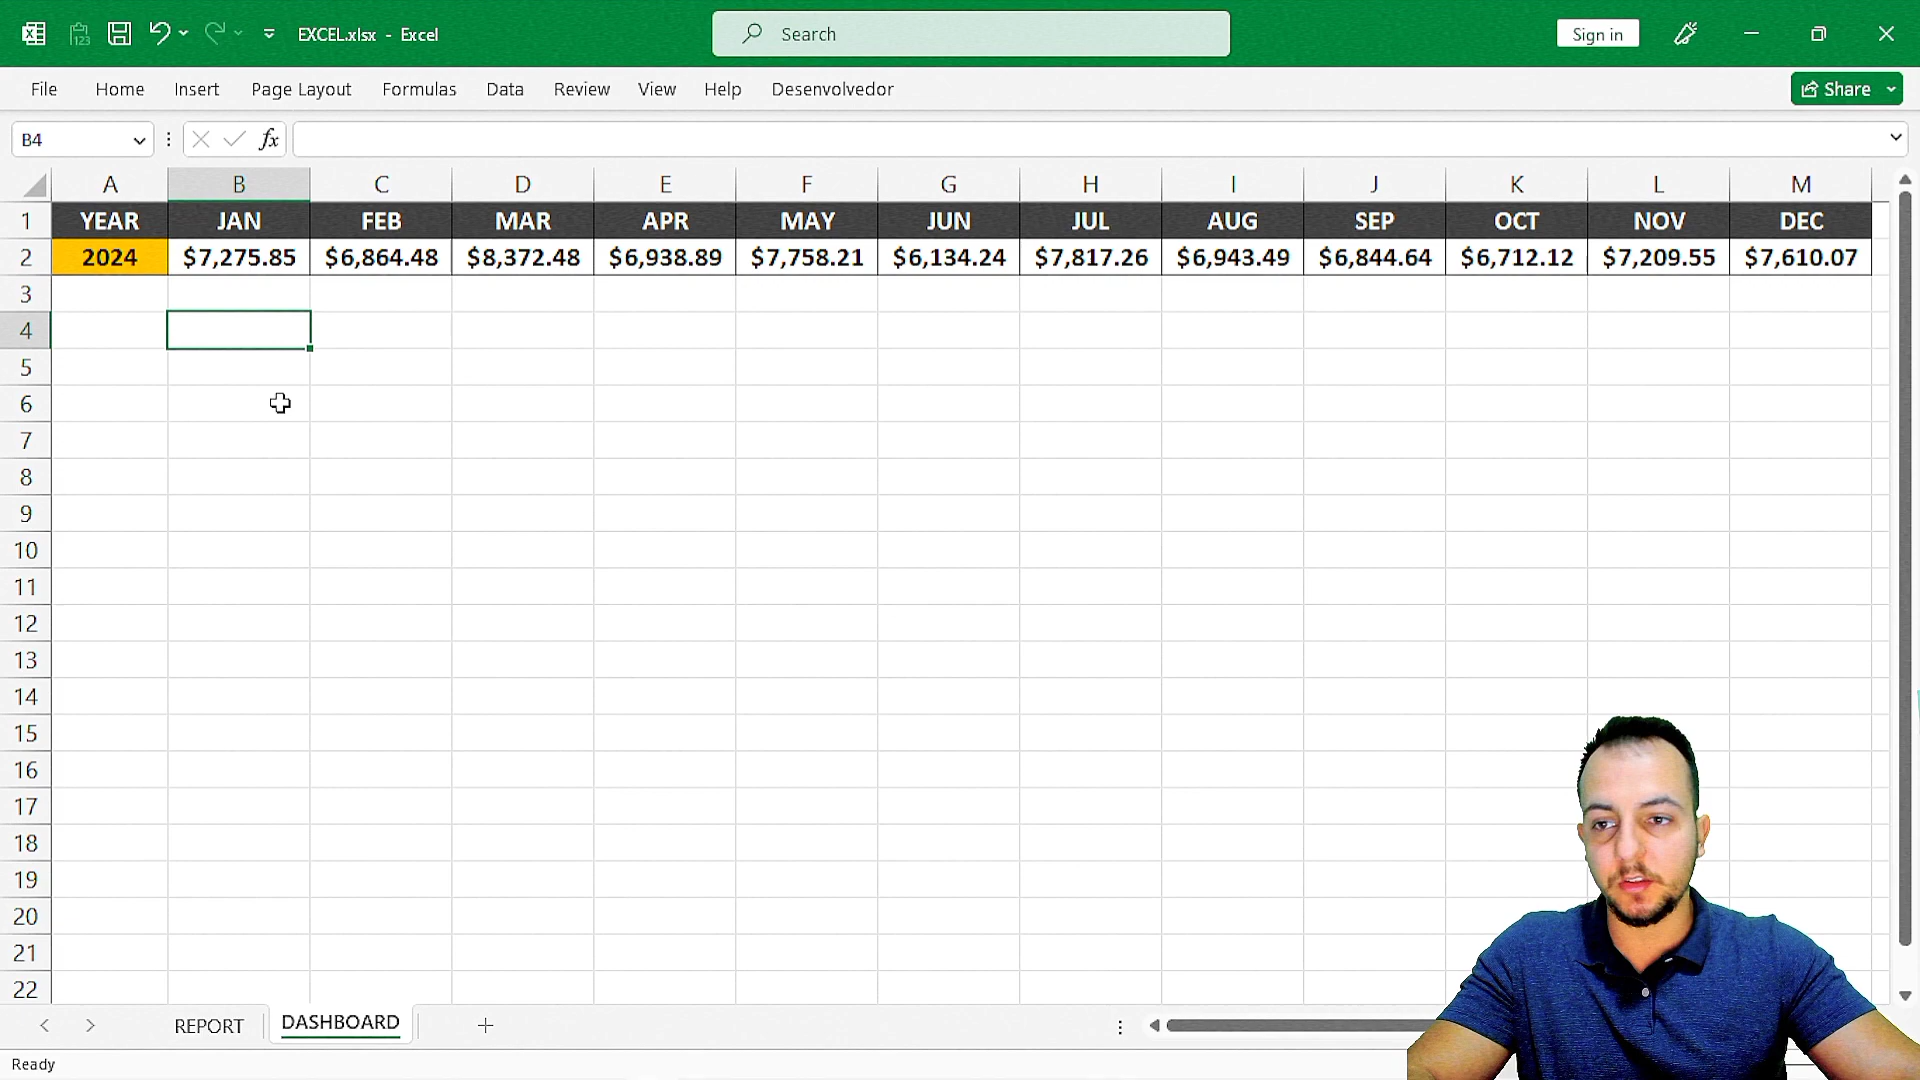 EXCEL.xlsx - Excel
Search
Sign in
File Home Insert Page Layout Formulas Data Review View Help Desenvolvedor
Share
B4
fx
A B C D E F G H I J K L M
1 YEAR JAN FEB MAR APR MAY JUN JUL AUG SEP OCT NOV DEC
2 2024 $7,275.85 $6,864.48 $8,372.48 $6,938.89 $7,758.21 $6,134.24 $7,817.26 $6,943.49 $6,844.64 $6,712.12 $7,209.55 $7,610.07
3
4
5
6
7
8
9
10
11
12
13
14
15
16
17
18
19
20
21
22
REPORT DASHBOARD
Ready